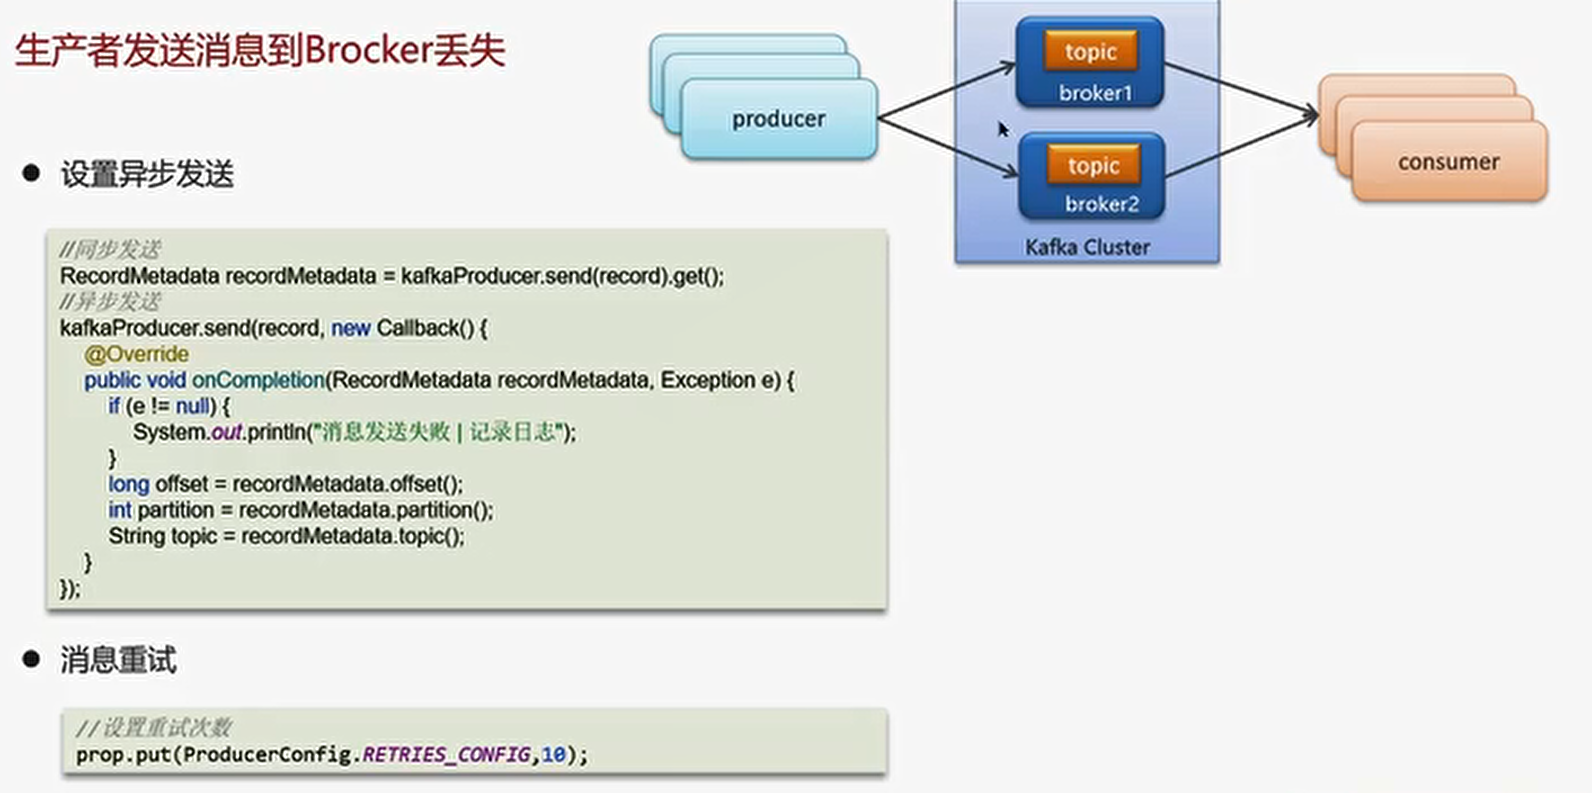 生产者发送消息到Brocker丢失
producer
topic
broker1
topic
broker2
Kafka Cluster
consumer
● 设置异步发送
//同步发送
RecordMetadata recordMetadata = kafkaProducer.send(record).get();
//异步发送
kafkaProducer.send(record, new Callback() {
@Override
public void onCompletion(RecordMetadata recordMetadata, Exception e) {
if (e != null) {
System.out.println("消息发送失败 | 记录日志");
}
long offset = recordMetadata.offset();
int partition = recordMetadata.partition();
String topic = recordMetadata.topic();
}
});
● 消息重试
//设置重试次数
prop.put(ProducerConfig.RETRIES_CONFIG,10);